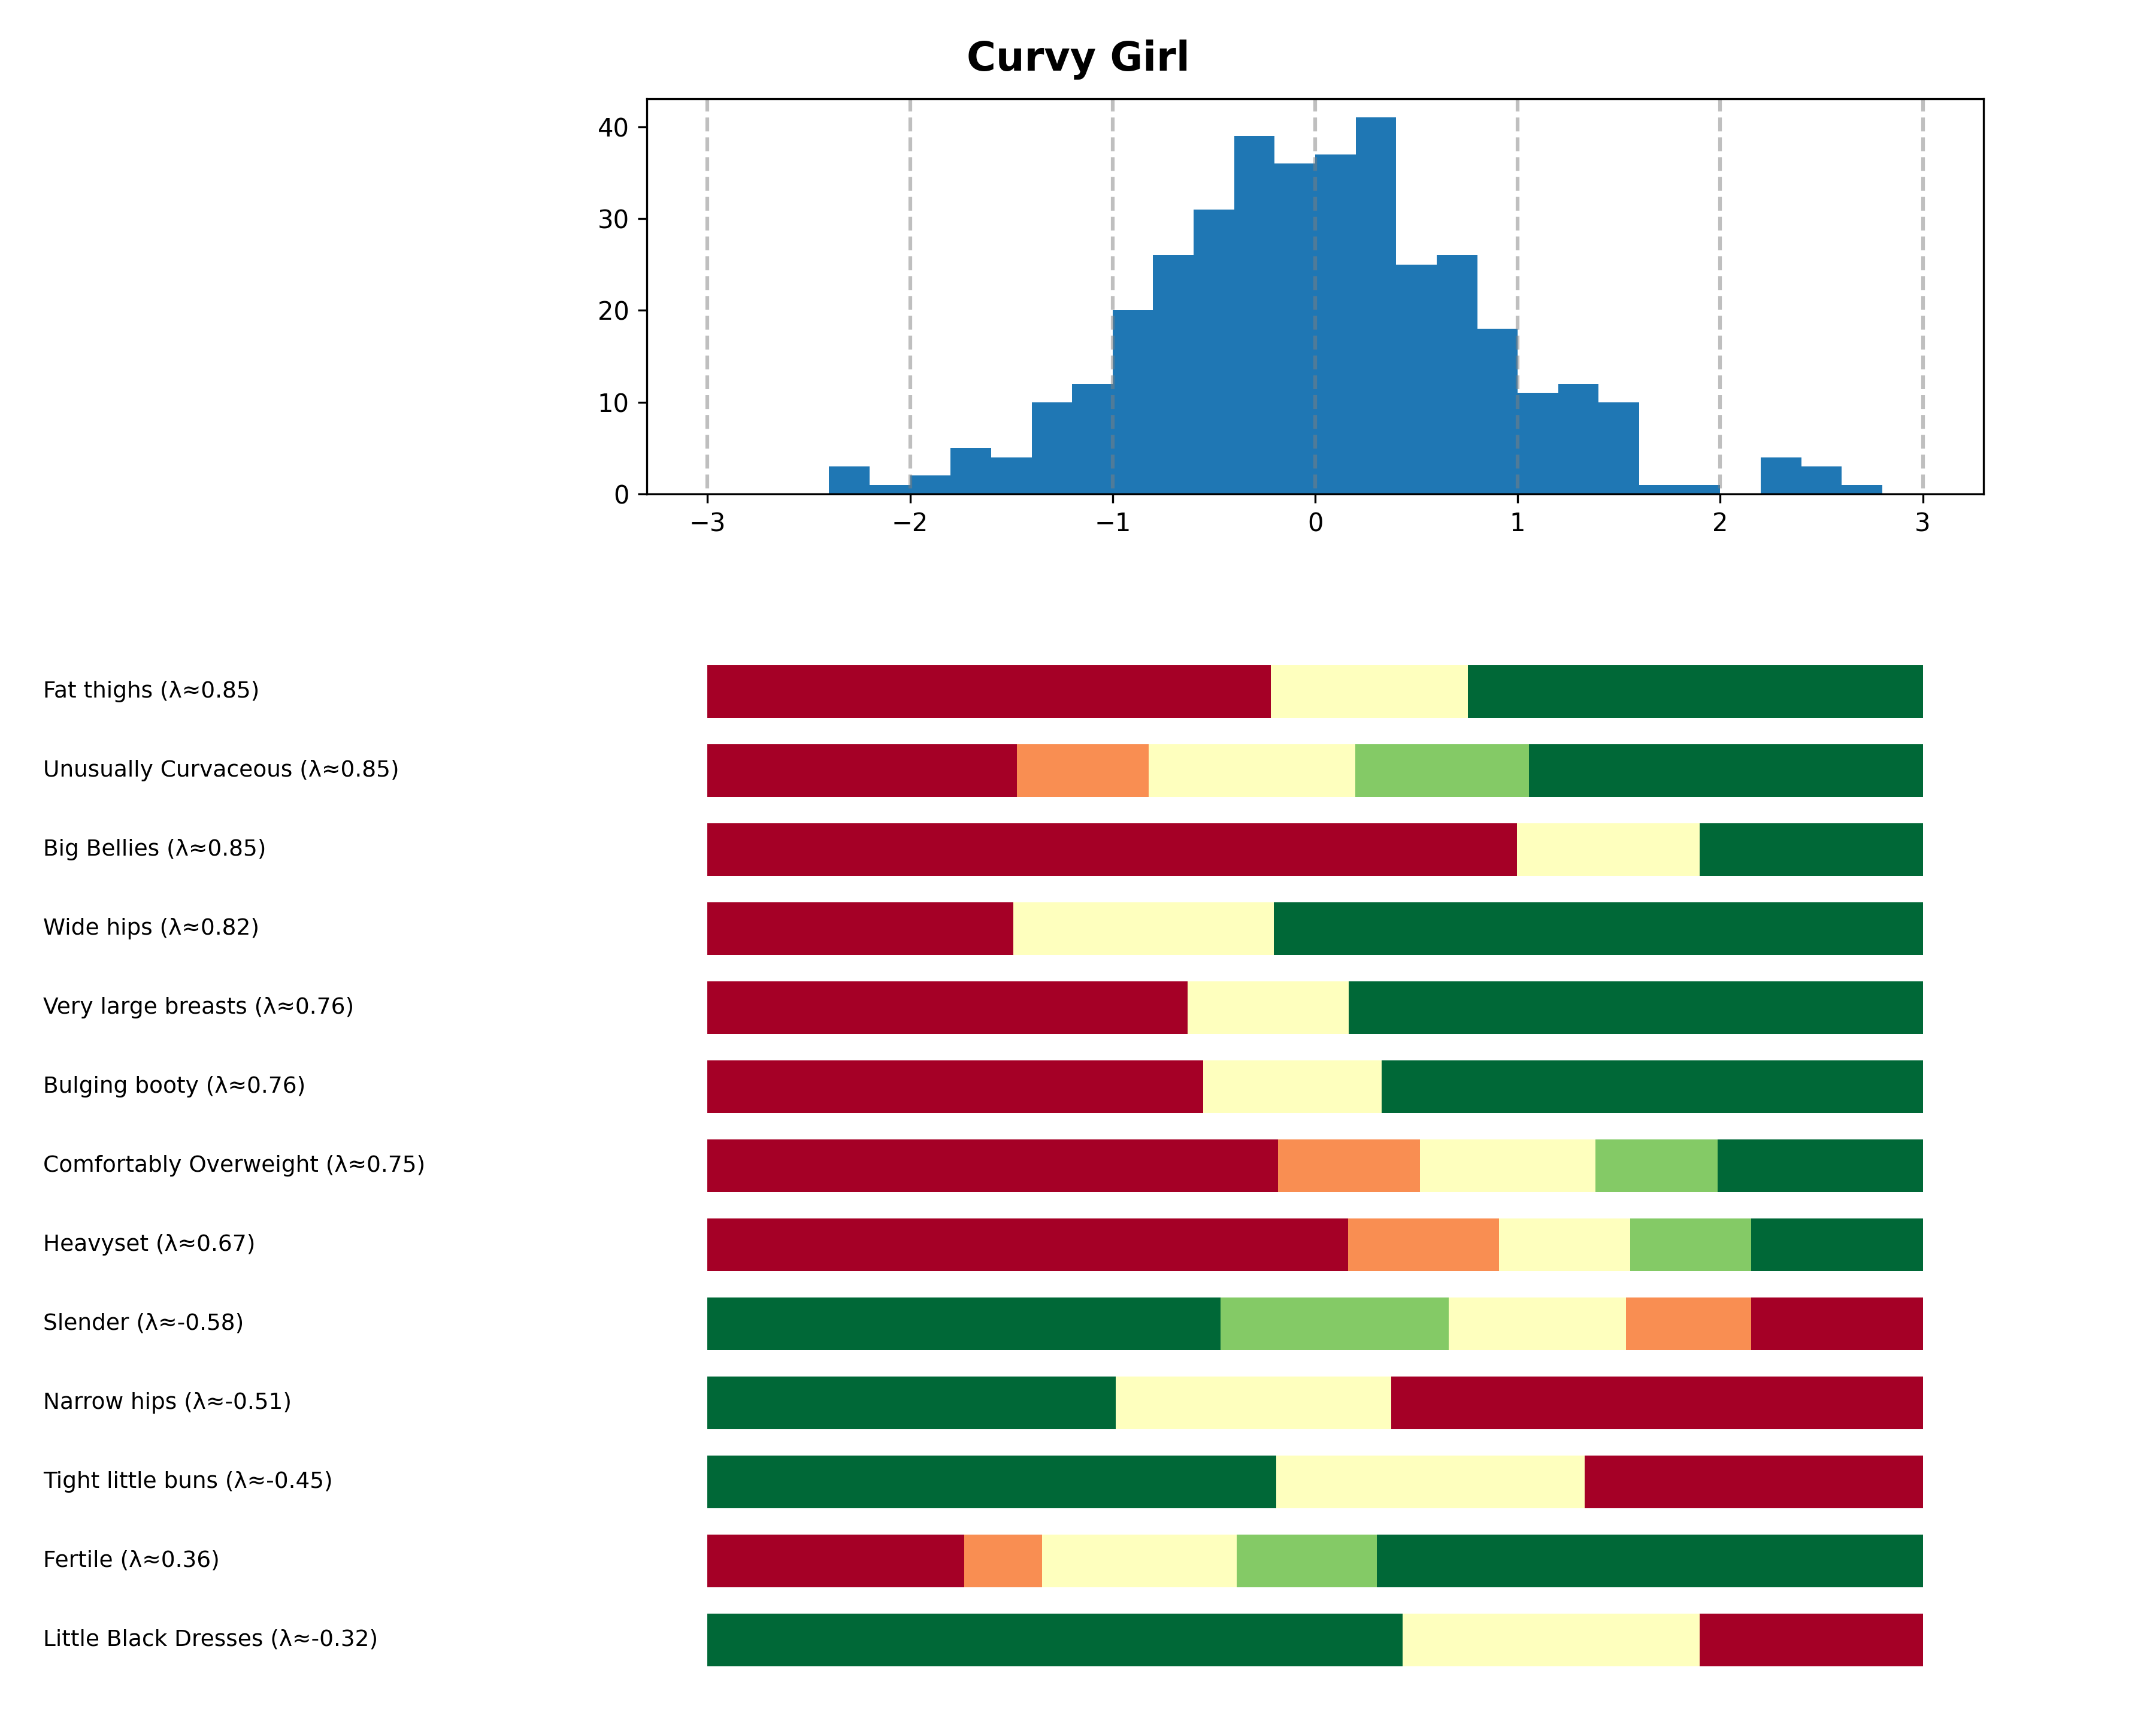 Curvy Girl
40
30
20
10
0
−3 −2 −1 0 1 2 3
Fat thighs (λ≈0.85)
Unusually Curvaceous (λ≈0.85)
Big Bellies (λ≈0.85)
Wide hips (λ≈0.82)
Very large breasts (λ≈0.76)
Bulging booty (λ≈0.76)
Comfortably Overweight (λ≈0.75)
Heavyset (λ≈0.67)
Slender (λ≈-0.58)
Narrow hips (λ≈-0.51)
Tight little buns (λ≈-0.45)
Fertile (λ≈0.36)
Little Black Dresses (λ≈-0.32)